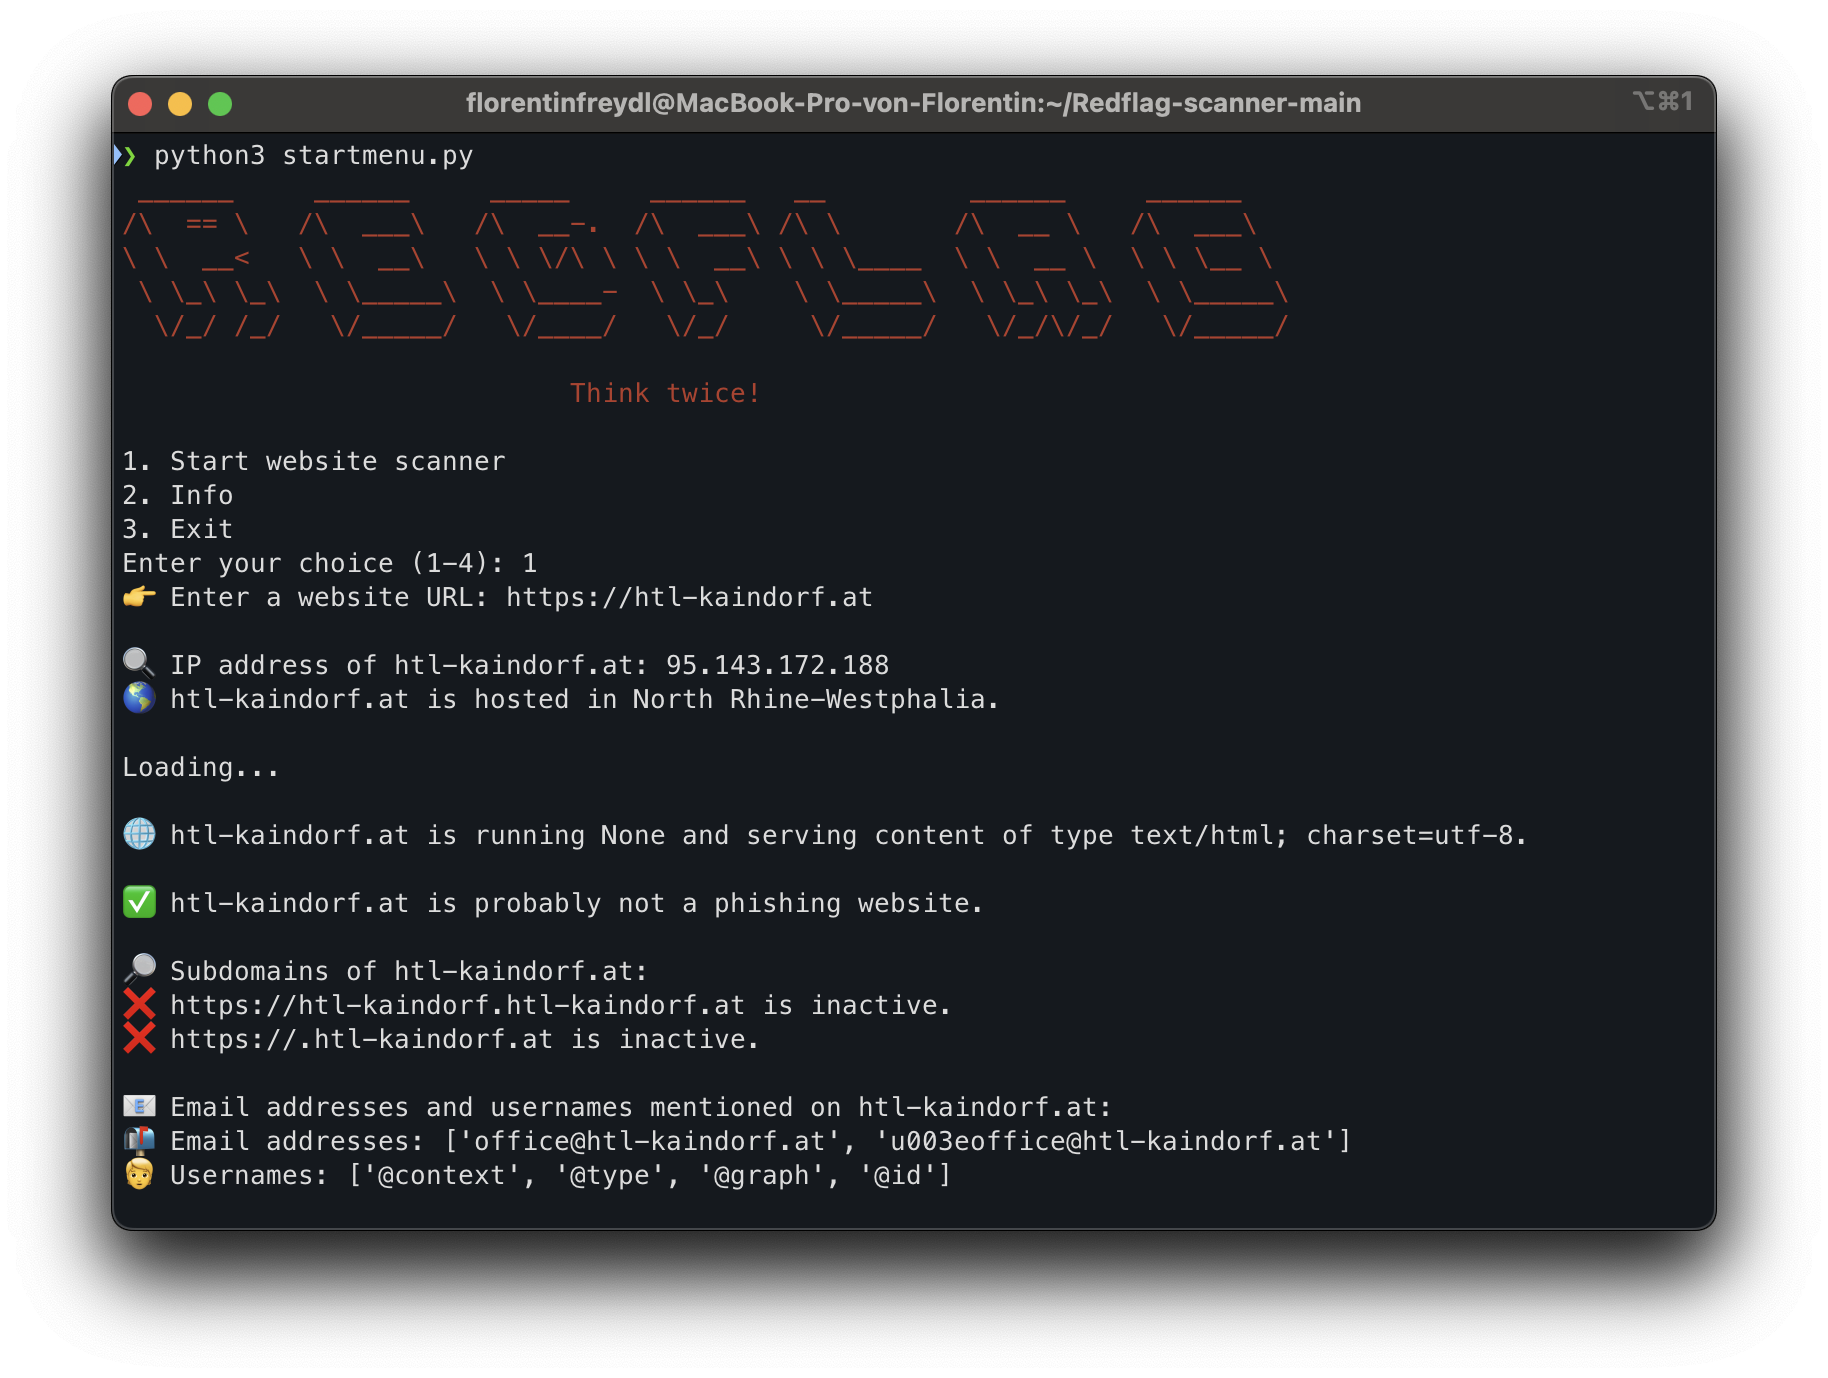 florentinfreydl@MacBook-Pro-von-Florentin:~/Redflag-scanner-main ⌥⌘1
❯ python3 startmenu.py
REDFLAG
Think twice!
1. Start website scanner
2. Info
3. Exit
Enter your choice (1-4): 1
👉 Enter a website URL: https://htl-kaindorf.at
🔍 IP address of htl-kaindorf.at: 95.143.172.188
🌎 htl-kaindorf.at is hosted in North Rhine-Westphalia.
Loading...
🌐 htl-kaindorf.at is running None and serving content of type text/html; charset=utf-8.
✅ htl-kaindorf.at is probably not a phishing website.
🔎 Subdomains of htl-kaindorf.at:
❌ https://htl-kaindorf.htl-kaindorf.at is inactive.
❌ https://.htl-kaindorf.at is inactive.
📧 Email addresses and usernames mentioned on htl-kaindorf.at:
📬 Email addresses: ['office@htl-kaindorf.at', 'u003eoffice@htl-kaindorf.at']
🧑 Usernames: ['@context', '@type', '@graph', '@id']